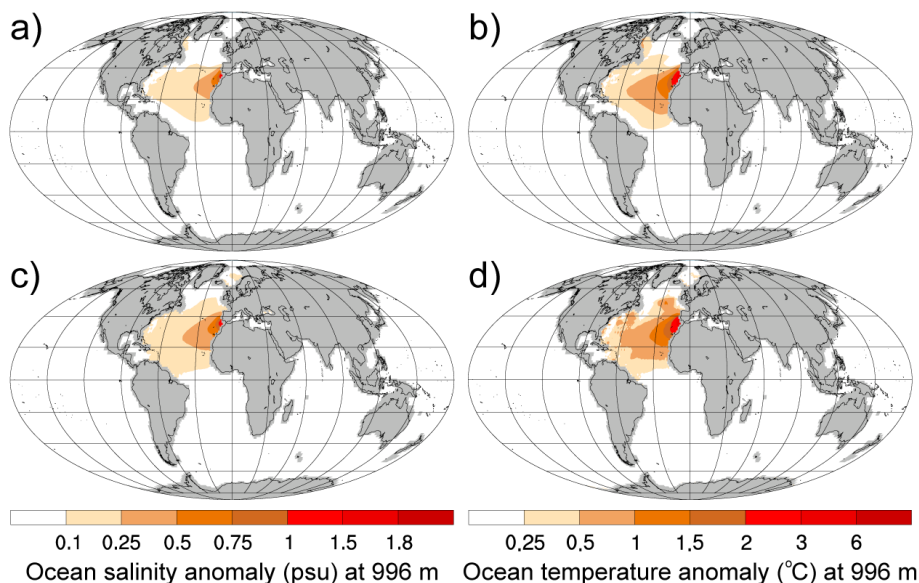 a) b)
c) d)
0.1 0.25 0.5 0.75 1 1.5 1.8 0.25 0.5 1 1.5 2 3 6
Ocean salinity anomaly (psu) at 996 m Ocean temperature anomaly (°C) at 996 m